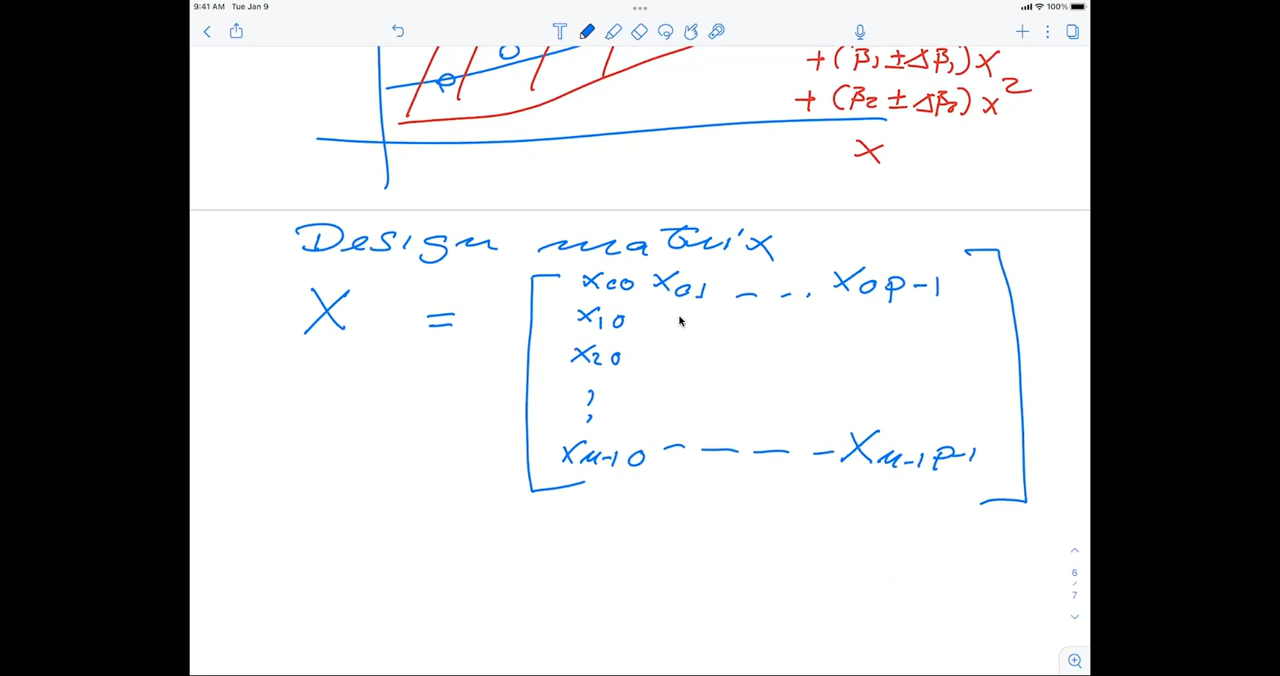 9:41 AM Tue Jan 9
100%
T
+(β₁ ± Δβ₁)x
+ (β₂ ± Δβ₂) x²
x
Design matrix
X = [ x₀₀ x₀₁ - - - x₀ₚ₋₁
x₁₀
x₂₀
xₙ₋₁₀ - - - - xₙ₋₁ₚ₋₁ ]
6
/
7